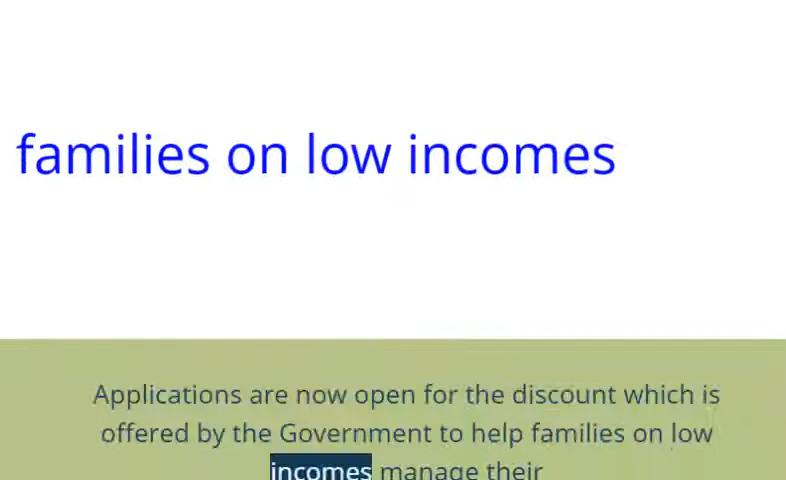 families on low incomes
Applications are now open for the discount which is
offered by the Government to help families on low
incomes manage their